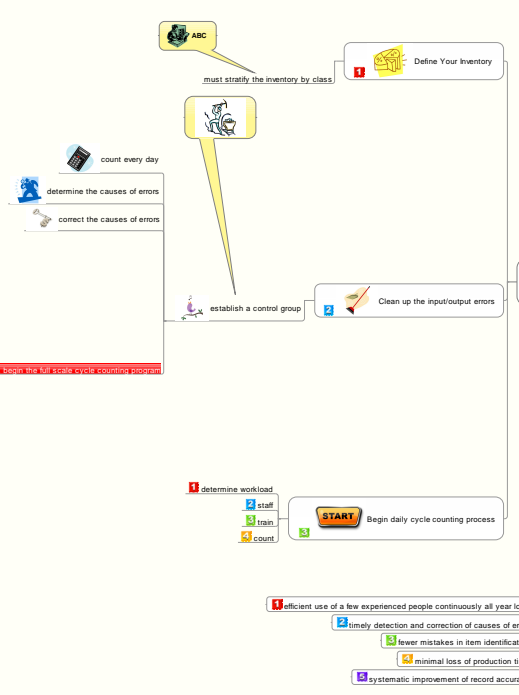 ABC
must stratify the inventory by class
1 Define Your Inventory
count every day
determine the causes of errors
correct the causes of errors
establish a control group
2 Clean up the input/output errors
begin the full scale cycle counting program
1 determine workload
2 staff
3 train
4 count
START
3 Begin daily cycle counting process
1 efficient use of a few experienced people continuously all year lo
2 timely detection and correction of causes of er
3 fewer mistakes in item identificat
4 minimal loss of production ti
5 systematic improvement of record accura